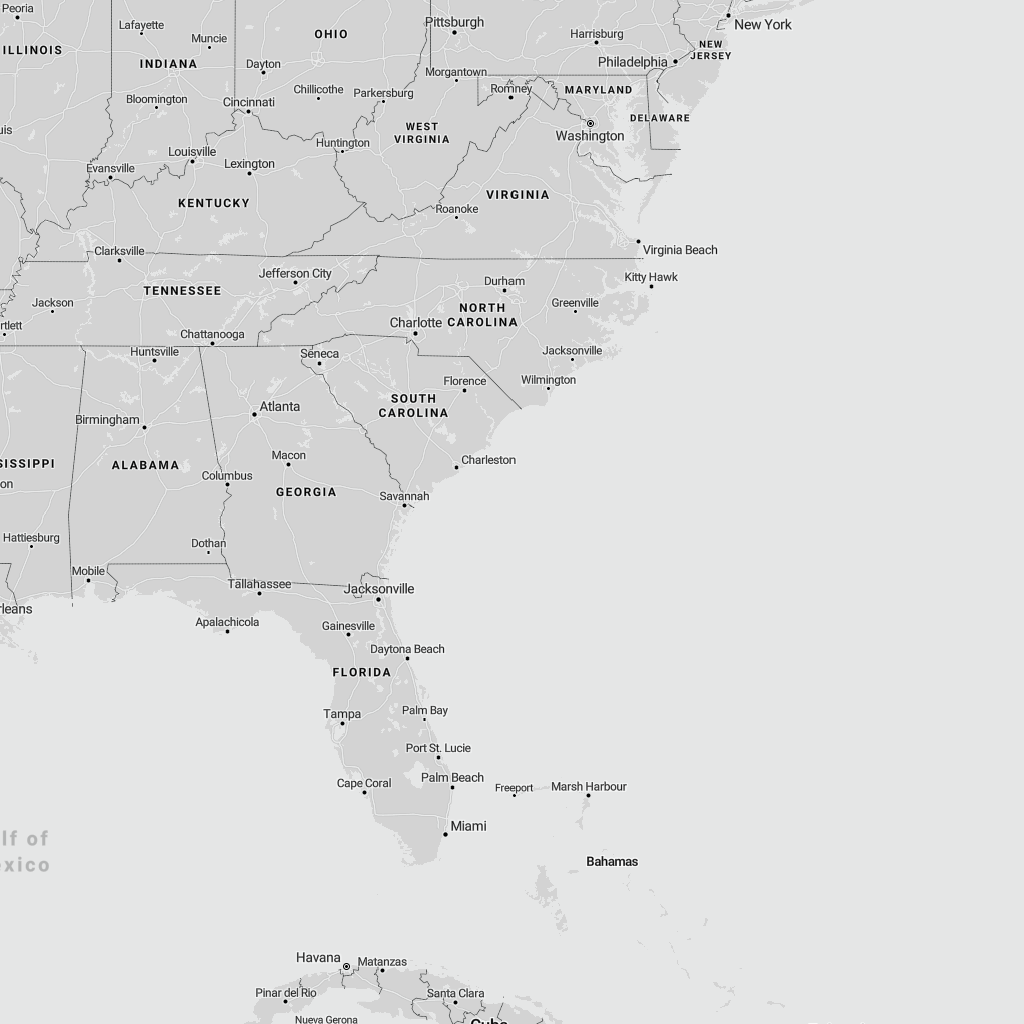 Peoria
Lafayette
OHIO
Pittsburgh
New York
Muncie
Harrisburg
NEW
JERSEY
ILLINOIS
INDIANA
Dayton
Philadelphia
Morgantown
Bloomington
Cincinnati
Chillicothe
Parkersburg
Romney
MARYLAND
DELAWARE
uis
WEST
VIRGINIA
Washington
Huntington
Louisville
Lexington
Evansville
KENTUCKY
VIRGINIA
Roanoke
Clarksville
Virginia Beach
Jefferson City
Durham
Kitty Hawk
TENNESSEE
Jackson
NORTH
CAROLINA
Greenville
rtlett
Charlotte
Chattanooga
Huntsville
Seneca
Jacksonville
Florence
Wilmington
SOUTH
CAROLINA
Atlanta
Birmingham
SISSIPPI
ALABAMA
Macon
Charleston
on
Columbus
GEORGIA
Savannah
Hattiesburg
Dothan
Mobile
Tallahassee
Jacksonville
rleans
Apalachicola
Gainesville
Daytona Beach
FLORIDA
Tampa
Palm Bay
Port St. Lucie
Cape Coral
Palm Beach
Freeport
Marsh Harbour
Miami
lf of
exico
Bahamas
Havana
Matanzas
Pinar del Rio
Santa Clara
Nueva Gerona
Cuba